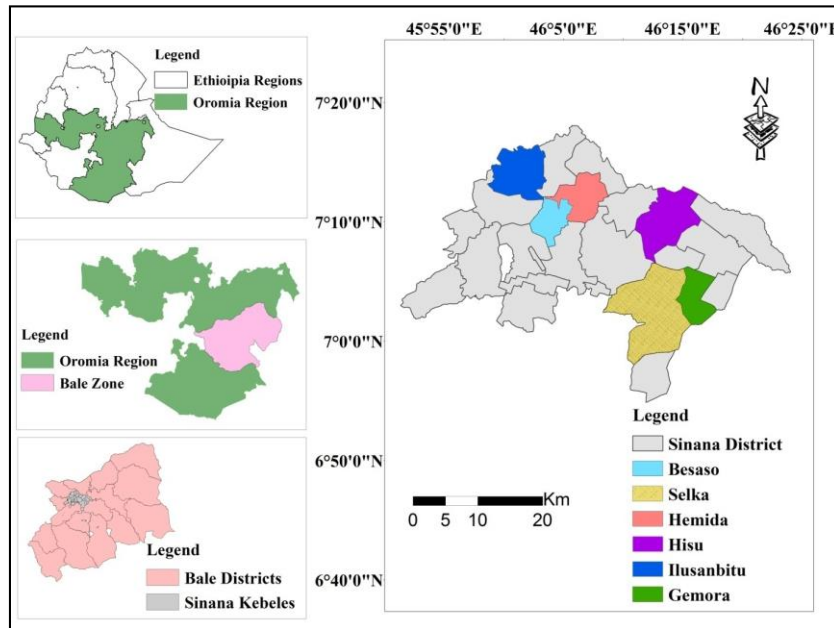 Legend
Ethioipia Regions
Oromia Region
Legend
Oromia Region
Bale Zone
Legend
Bale Districts
Sinana Kebeles
45°55'0"E 46°5'0"E 46°15'0"E 46°25'0"E
7°20'0"N
7°10'0"N
7°0'0"N
6°50'0"N
6°40'0"N
N
Km
0 5 10 20
Legend
Sinana District
Besaso
Selka
Hemida
Hisu
Ilusanbitu
Gemora